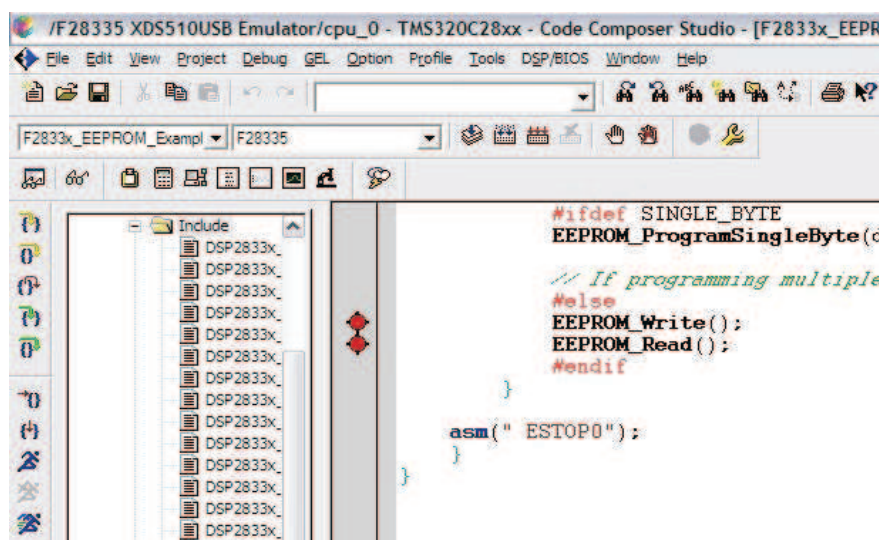 /F28335 XDS510USB Emulator/cpu_0 - TMS320C28xx - Code Composer Studio - [F2833x_EEPR
File Edit View Project Debug GEL Option Profile Tools DSP/BIOS Window Help
F2833x_EEPROM_Exampl F28335
Include
DSP2833x_
DSP2833x_
DSP2833x_
DSP2833x_
DSP2833x_
DSP2833x_
DSP2833x_
DSP2833x_
DSP2833x_
DSP2833x_
DSP2833x_
DSP2833x_
DSP2833x_
DSP2833x_
#ifdef SINGLE_BYTE
EEPROM_ProgramSingleByte(d
// If programming multiple
#else
EEPROM_Write();
EEPROM_Read();
#endif
}
asm(" ESTOP0");
}
}